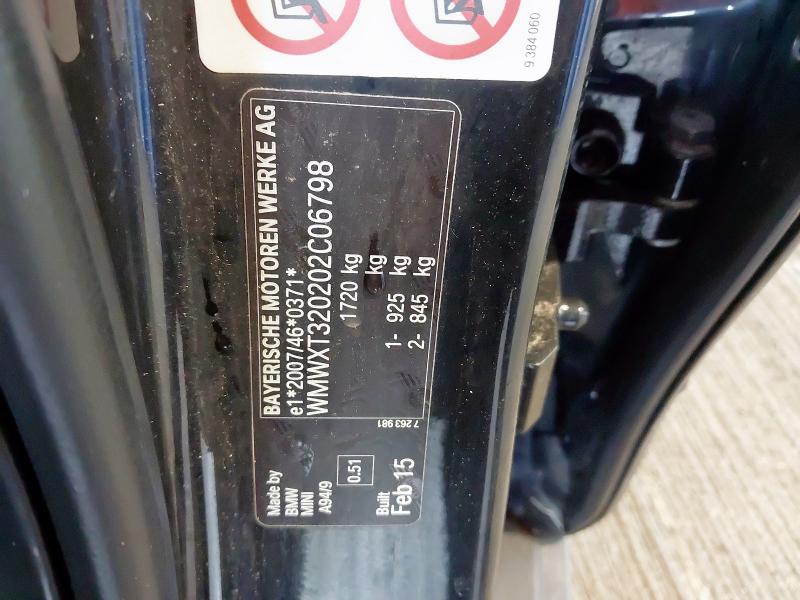 9 384 060
BAYERISCHE MOTOREN WERKE AG
e1*2007/46*0371*
WMWXT320202C06798
1720 kg
kg
1- 925 kg
2- 845 kg
7 263 981
Made by
BMW
MINI
A94/9
0.51
Built
Feb 15